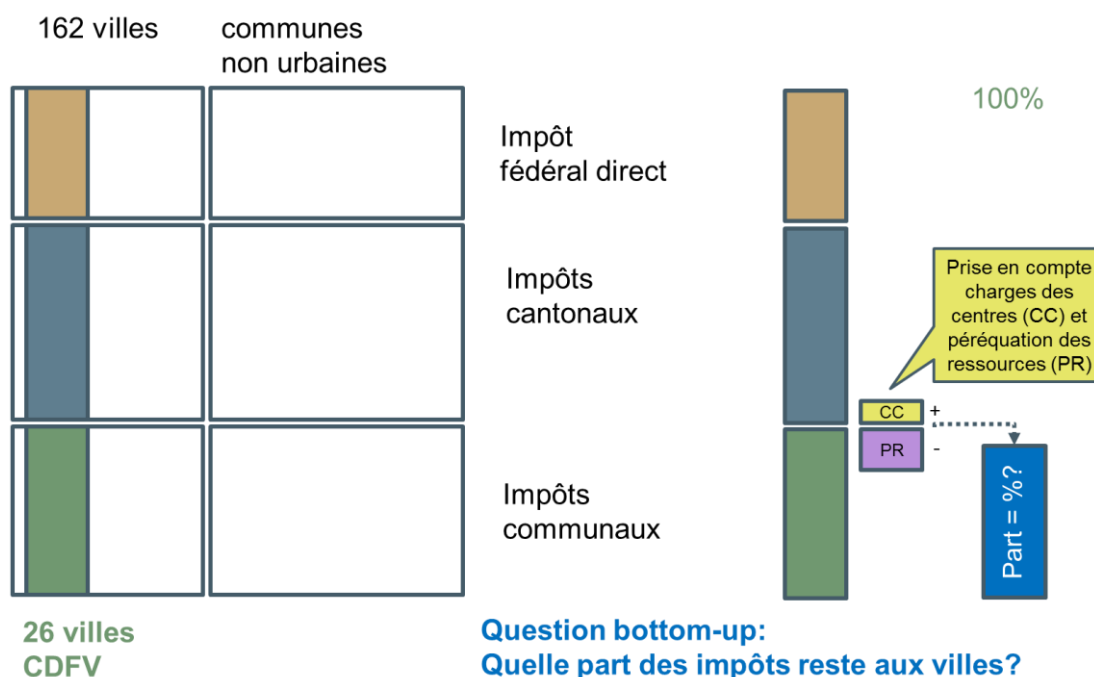 162 villes
communes
non urbaines
100%
Impôt
fédéral direct
Impôts
cantonaux
Prise en compte
charges des
centres (CC) et
péréquation des
ressources (PR)
CC
+
PR
-
Impôts
communaux
Part = %?
26 villes
CDFV
Question bottom-up:
Quelle part des impôts reste aux villes?